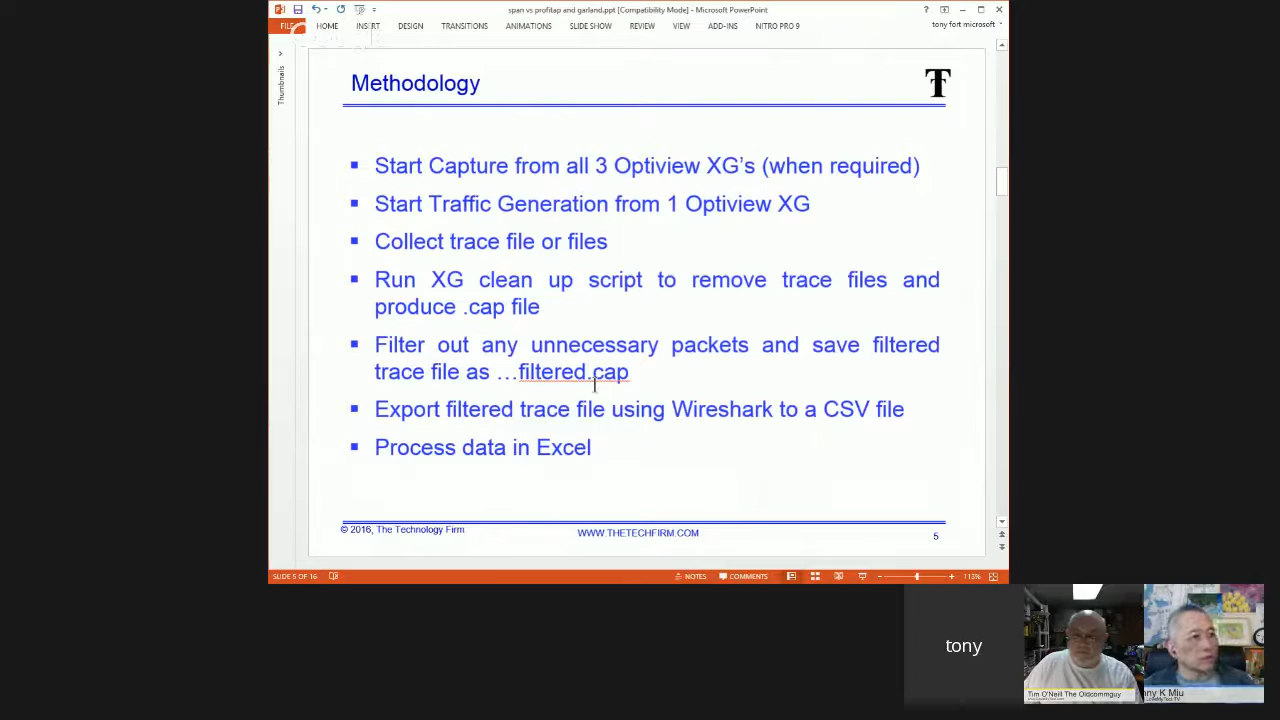 span vs profitap and garland.ppt [Compatibility Mode] - PowerPoint
FILE HOME INSERT DESIGN TRANSITIONS ANIMATIONS SLIDE SHOW REVIEW VIEW ADD-INS NITRO PRO 9 tony fort microsoft
Thumbnails
Methodology
T
Start Capture from all 3 Optiview XG's (when required)
Start Traffic Generation from 1 Optiview XG
Collect trace file or files
Run XG clean up script to remove trace files and
produce .cap file
Filter out any unnecessary packets and save filtered
trace file as …filtered.cap
Export filtered trace file using Wireshark to a CSV file
Process data in Excel
© 2016, The Technology Firm WWW.THETECHFIRM.COM 5
SLIDE 5 OF 16 NOTES COMMENTS 113%
tony
Tim O'Neill The Oldcommguy
nny K Miu